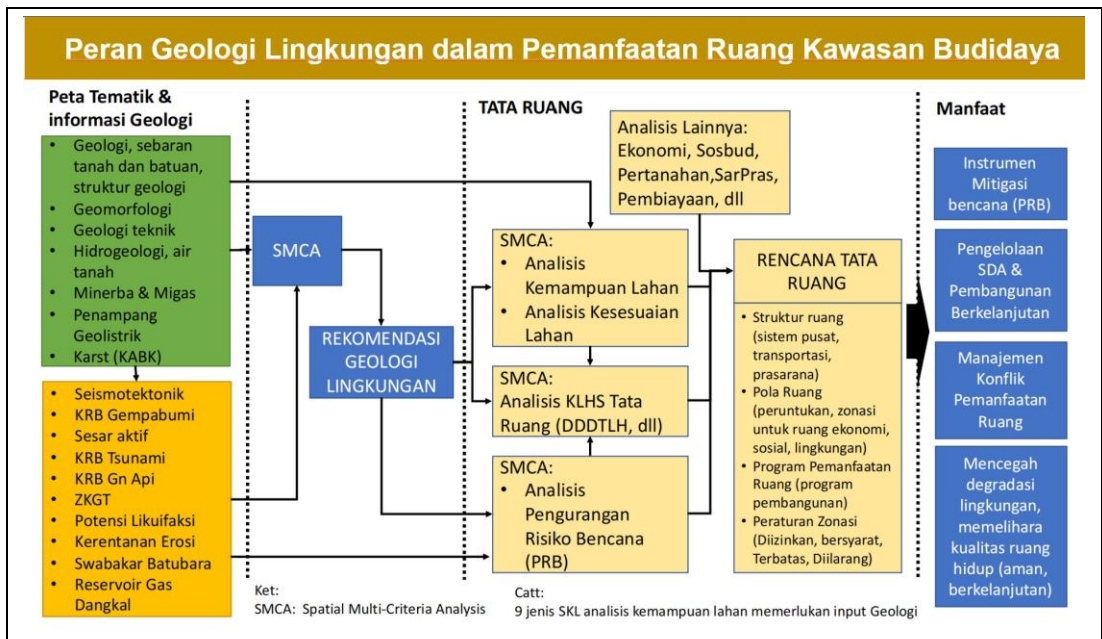 Peran Geologi Lingkungan dalam Pemanfaatan Ruang Kawasan Budidaya
Peta Tematik &
informasi Geologi
• Geologi, sebaran
tanah dan batuan,
struktur geologi
• Geomorfologi
• Geologi teknik
• Hidrogeologi, air
tanah
• Minerba & Migas
• Penampang
Geolistrik
• Karst (KABK)
• Seismotektonik
• KRB Gempabumi
• Sesar aktif
• KRB Tsunami
• KRB Gn Api
• ZKGT
• Potensi Likuifaksi
• Kerentanan Erosi
• Swabakar Batubara
• Reservoir Gas
Dangkal
SMCA
REKOMENDASI
GEOLOGI
LINGKUNGAN
Ket:
SMCA: Spatial Multi-Criteria Analysis
TATA RUANG
Analisis Lainnya:
Ekonomi, Sosbud,
Pertanahan,SarPras,
Pembiayaan, dll
SMCA:
• Analisis
Kemampuan Lahan
• Analisis Kesesuaian
Lahan
SMCA:
Analisis KLHS Tata
Ruang (DDDTLH, dll)
SMCA:
• Analisis
Pengurangan
Risiko Bencana
(PRB)
RENCANA TATA
RUANG
• Struktur ruang
(sistem pusat,
transportasi,
prasarana)
• Pola Ruang
(peruntukan, zonasi
untuk ruang ekonomi,
sosial, lingkungan)
• Program Pemanfaatan
Ruang (program
pembangunan)
• Peraturan Zonasi
(Diizinkan, bersyarat,
Terbatas, Diilarang)
Catt:
9 jenis SKL analisis kemampuan lahan memerlukan input Geologi
Manfaat
Instrumen
Mitigasi
bencana (PRB)
Pengelolaan
SDA &
Pembangunan
Berkelanjutan
Manajemen
Konflik
Pemanfaatan
Ruang
Mencegah
degradasi
lingkungan,
memelihara
kualitas ruang
hidup (aman,
berkelanjutan)